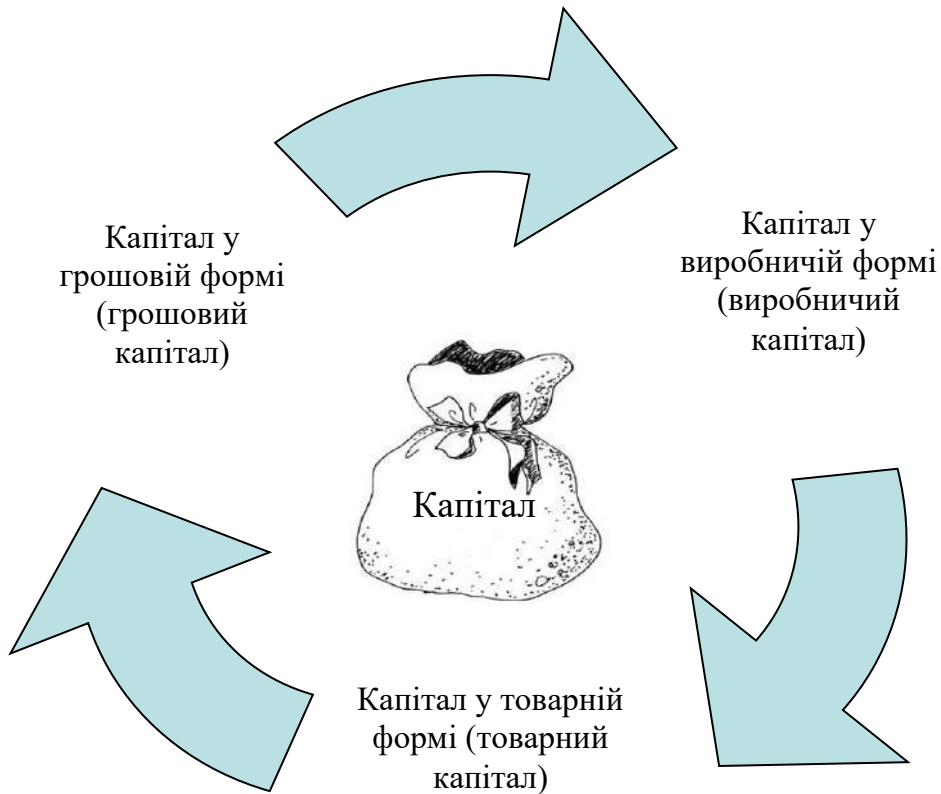 Капітал у
грошовій формі
(грошовий
капітал)
Капітал у
виробничій формі
(виробничий
капітал)
Капітал
Капітал у товарній
формі (товарний
капітал)